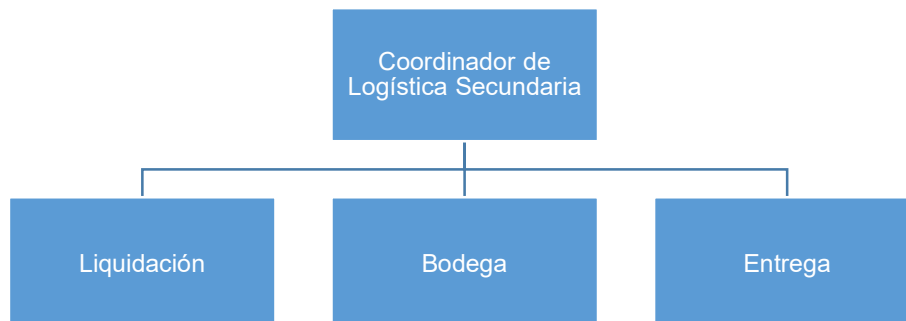 Coordinador de
Logística Secundaria
Liquidación
Bodega
Entrega